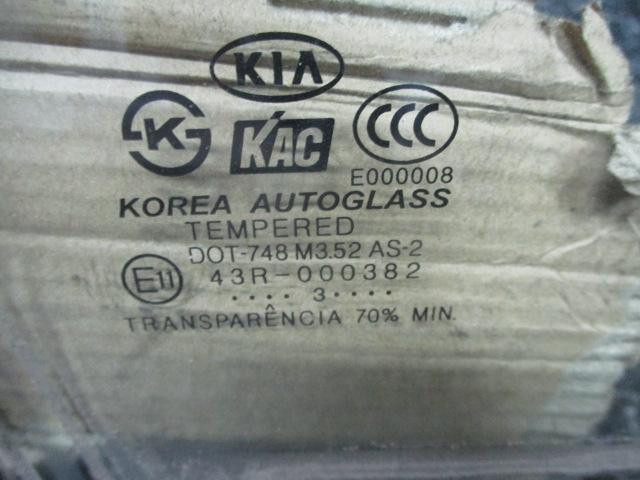 KIA
K
KAC
CCC
E000008
KOREA AUTOGLASS
TEMPERED
DOT-748 M3.52 AS-2
E11
43R-000382
.... 3 ....
TRANSPARÊNCIA 70% MIN.